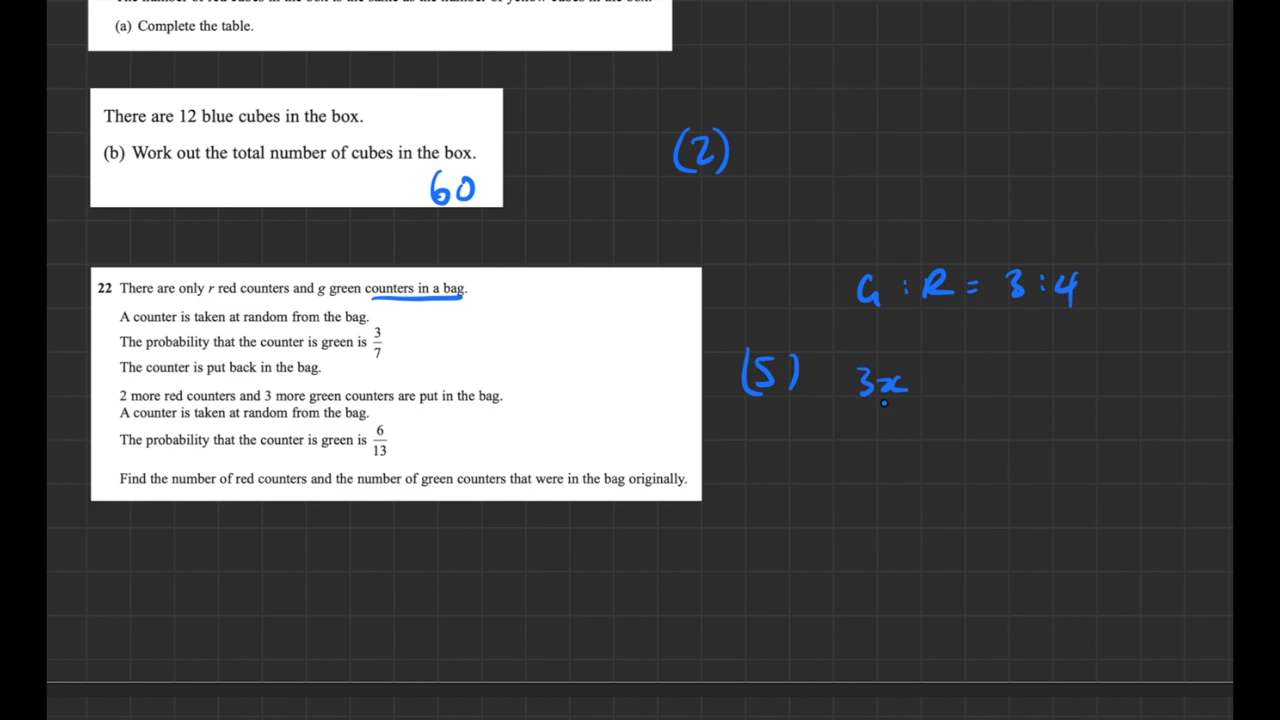 (a) Complete the table.
There are 12 blue cubes in the box.
(b) Work out the total number of cubes in the box.
60
(2)
22 There are only r red counters and g green counters in a bag.
A counter is taken at random from the bag.
The probability that the counter is green is 3/7
The counter is put back in the bag.
2 more red counters and 3 more green counters are put in the bag.
A counter is taken at random from the bag.
The probability that the counter is green is 6/13
Find the number of red counters and the number of green counters that were in the bag originally.
G : R = 3 : 4
(5)
3x